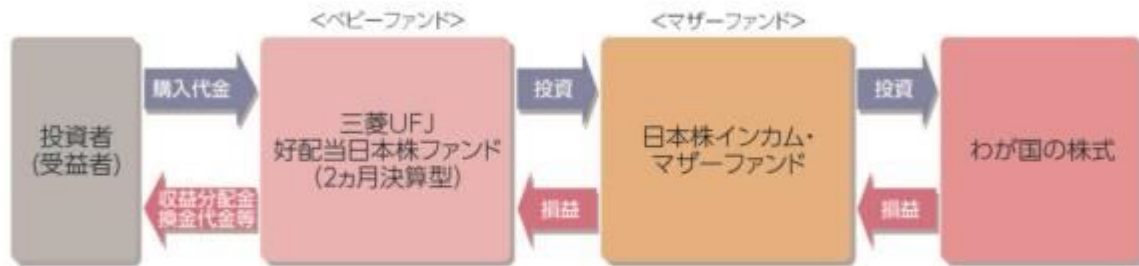 <ベビーファンド>
<マザーファンド>
投資者
(受益者)
購入代金
収益分配金
換金代金等
三菱UFJ
好配当日本株ファンド
(2ヵ月決算型)
投資
損益
日本株インカム・
マザーファンド
投資
損益
わが国の株式